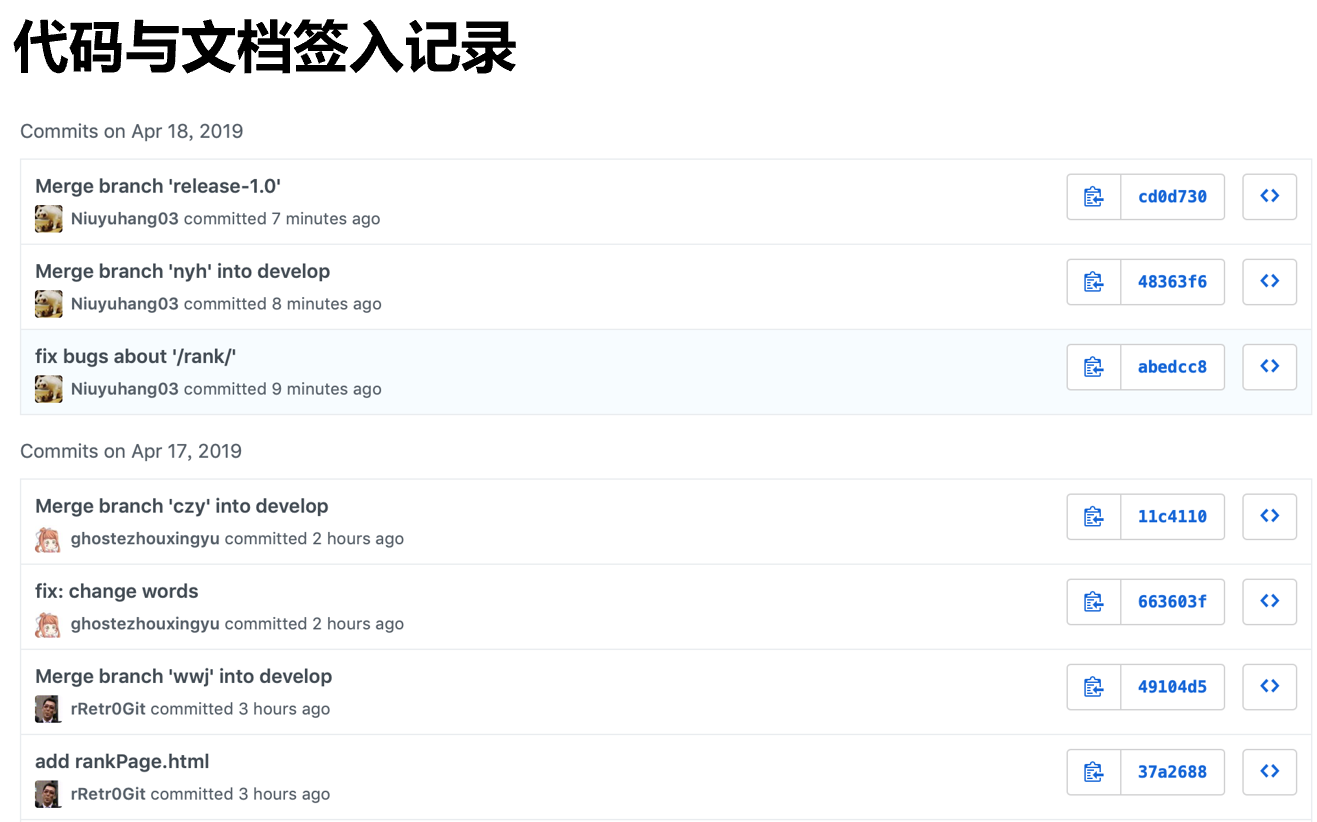 代码与文档签入记录
Commits on Apr 18, 2019
Merge branch 'release-1.0'
cd0d730
Niuyuhang03 committed 7 minutes ago
Merge branch 'nyh' into develop
48363f6
Niuyuhang03 committed 8 minutes ago
fix bugs about '/rank/'
abedcc8
Niuyuhang03 committed 9 minutes ago
Commits on Apr 17, 2019
Merge branch 'czy' into develop
11c4110
ghostezhouxingyu committed 2 hours ago
fix: change words
663603f
ghostezhouxingyu committed 2 hours ago
Merge branch 'wwj' into develop
49104d5
rRetr0Git committed 3 hours ago
add rankPage.html
37a2688
rRetr0Git committed 3 hours ago